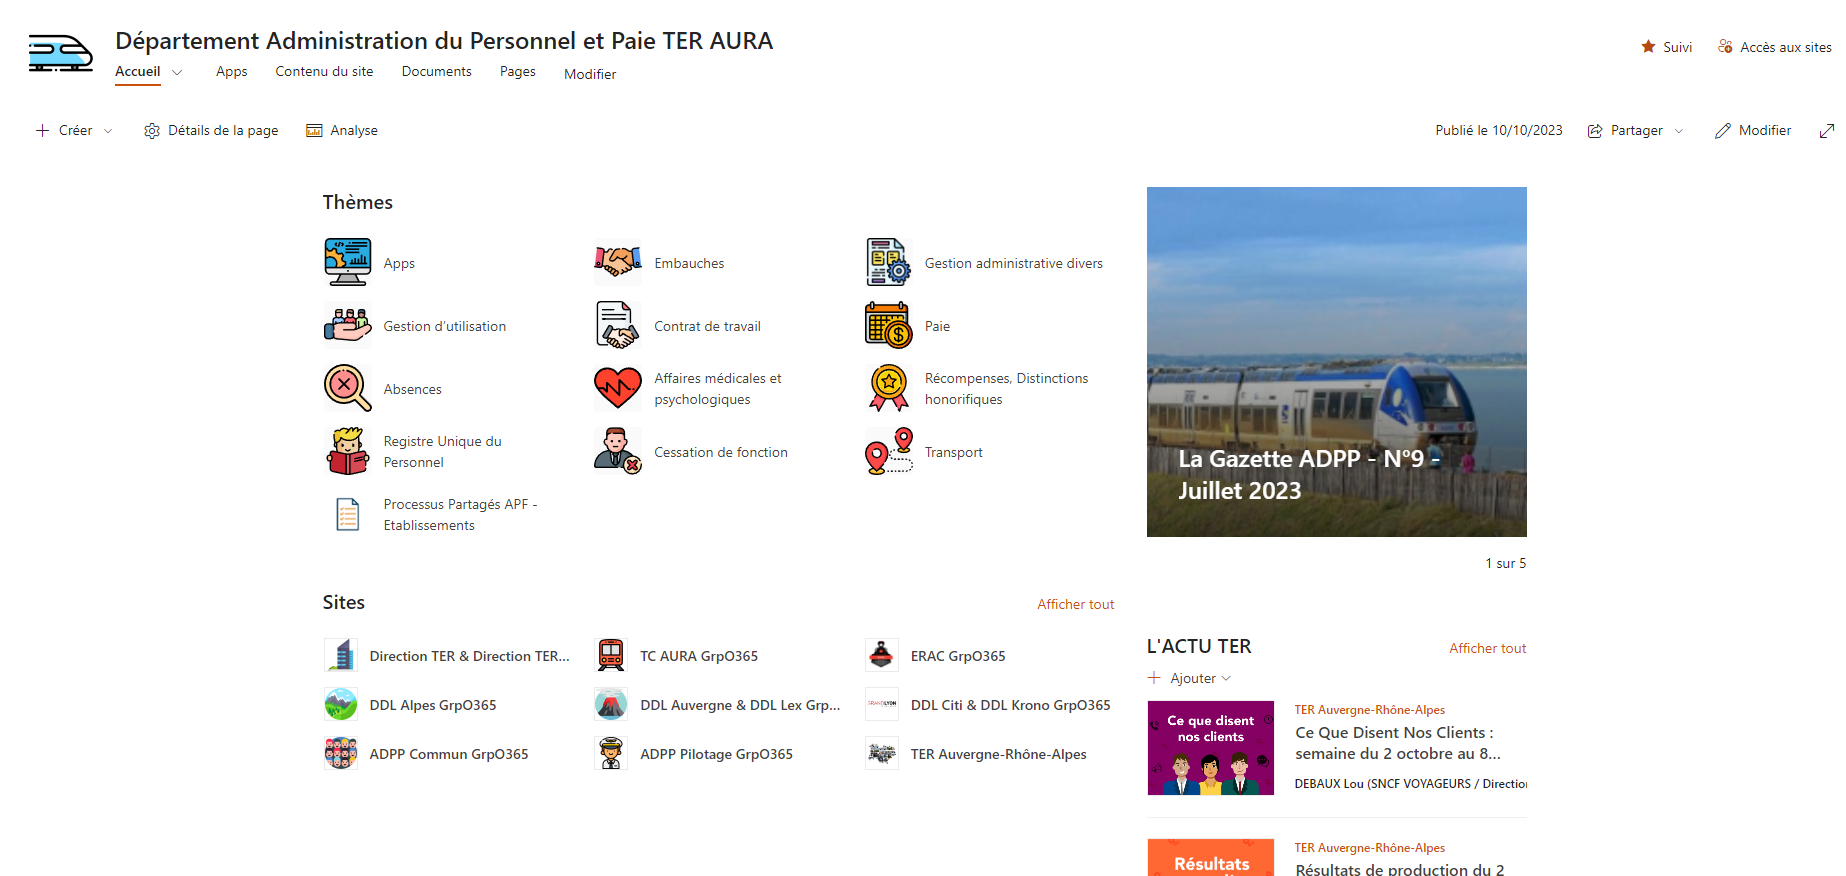 Département Administration du Personnel et Paie TER AURA
Accueil
Apps
Contenu du site
Documents
Pages
Modifier
Suivi
Accès aux sites
Créer
Détails de la page
Analyse
Publié le 10/10/2023
Partager
Modifier
Thèmes
Apps
Embauches
Gestion administrative divers
Gestion d’utilisation
Contrat de travail
Paie
Absences
Affaires médicales et
psychologiques
Récompenses, Distinctions
honorifiques
Registre Unique du
Personnel
Cessation de fonction
Transport
Processus Partagés APF -
Etablissements
La Gazette ADPP - N°9 -
Juillet 2023
1 sur 5
Sites
Afficher tout
Direction TER & Direction TER...
TC AURA GrpO365
ERAC GrpO365
DDL Alpes GrpO365
DDL Auvergne & DDL Lex Grp...
GRANDLYON
DDL Citi & DDL Krono GrpO365
ADPP Commun GrpO365
ADPP Pilotage GrpO365
TER Auvergne-Rhône-Alpes
L'ACTU TER
Afficher tout
Ajouter
Ce que disent
nos clients
TER Auvergne-Rhône-Alpes
Ce Que Disent Nos Clients :
semaine du 2 octobre au 8...
DEBAUX Lou (SNCF VOYAGEURS / Directio
Résultats
TER Auvergne-Rhône-Alpes
Résultats de production du 2